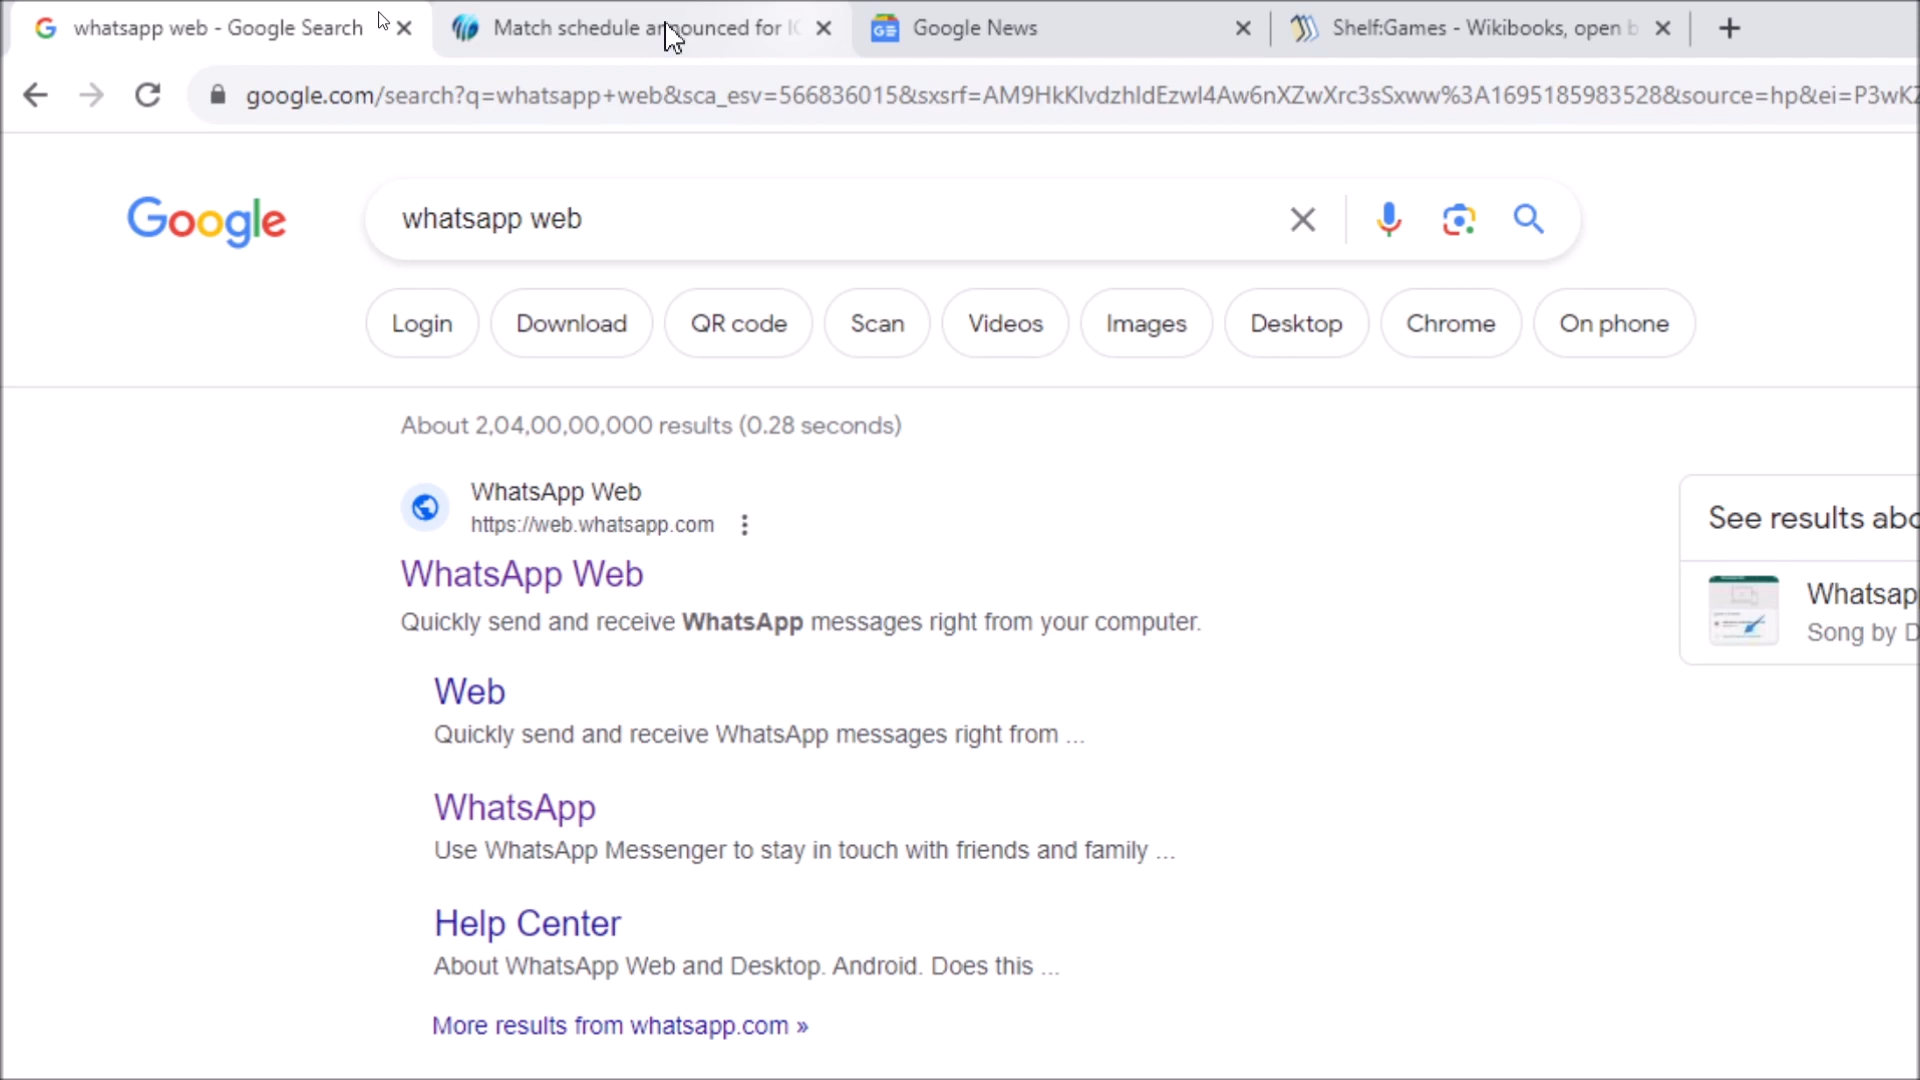 whatsapp web - Google Search
Match schedule announced for IC
Google News
Shelf:Games - Wikibooks, open b
google.com/search?q=whatsapp+web&sca_esv=566836015&sxsrf=AM9HkKlvdzhldEzwl4Aw6nXZwXrc3sSxww%3A1695185983528&source=hp&ei=P3wKZ
Google
whatsapp web
Login
Download
QR code
Scan
Videos
Images
Desktop
Chrome
On phone
About 2,04,00,00,000 results (0.28 seconds)
WhatsApp Web
https://web.whatsapp.com
WhatsApp Web
Quickly send and receive WhatsApp messages right from your computer.
Web
Quickly send and receive WhatsApp messages right from ...
WhatsApp
Use WhatsApp Messenger to stay in touch with friends and family ...
Help Center
About WhatsApp Web and Desktop. Android. Does this ...
More results from whatsapp.com »
See results abo
Whatsap
Song by D